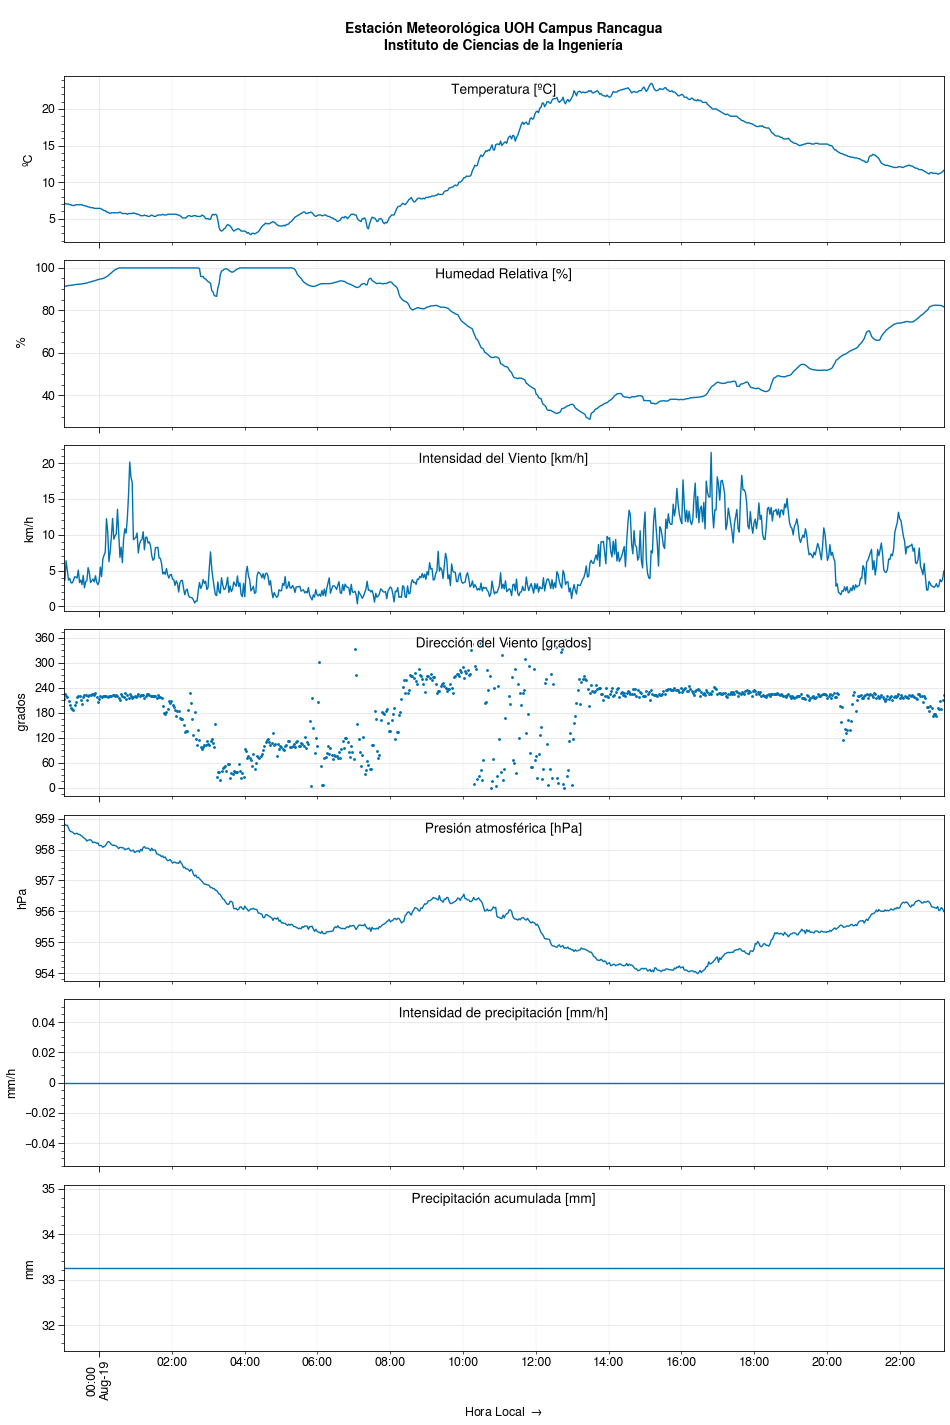 Estación Meteorológica UOH Campus Rancagua
Instituto de Ciencias de la Ingeniería
Temperatura [ºC]
ºC
20
15
10
5
Humedad Relativa [%]
%
100
80
60
40
Intensidad del Viento [km/h]
km/h
20
15
10
5
0
Dirección del Viento [grados]
grados
360
300
240
180
120
60
0
Presión atmosférica [hPa]
hPa
959
958
957
956
955
954
Intensidad de precipitación [mm/h]
mm/h
0.04
0.02
0
−0.02
−0.04
Precipitación acumulada [mm]
mm
35
34
33
32
00:00
Aug-19
02:00
04:00
06:00
08:00
10:00
12:00
14:00
16:00
18:00
20:00
22:00
Hora Local →